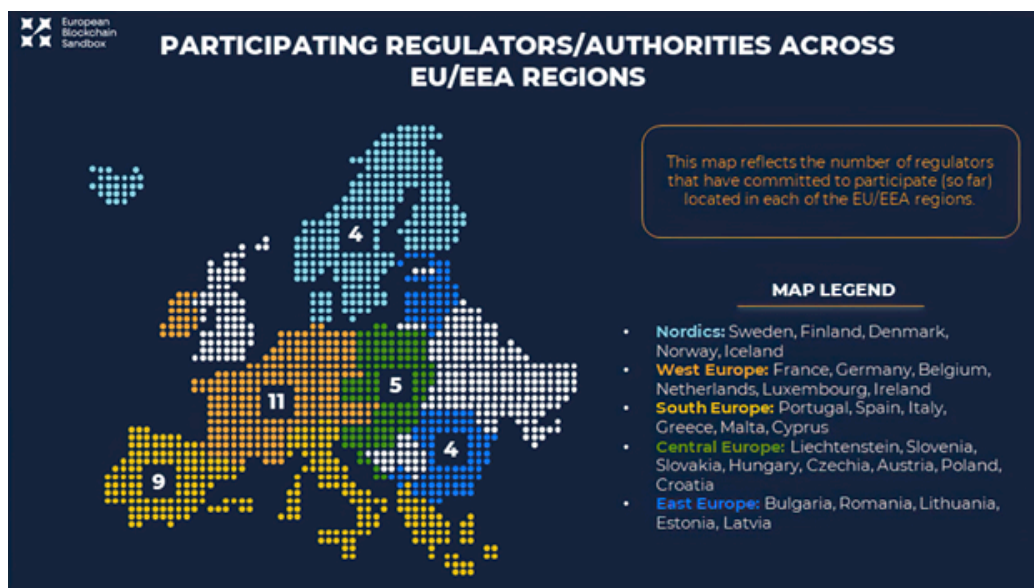 European
Blockchain
Sandbox
PARTICIPATING REGULATORS/AUTHORITIES ACROSS
EU/EEA REGIONS
This map reflects the number of regulators
that have committed to participate (so far)
located in each of the EU/EEA regions.
4
MAP LEGEND
• Nordics: Sweden, Finland, Denmark,
Norway, Iceland
• West Europe: France, Germany, Belgium,
Netherlands, Luxembourg, Ireland
• South Europe: Portugal, Spain, Italy,
Greece, Malta, Cyprus
• Central Europe: Liechtenstein, Slovenia,
Slovakia, Hungary, Czechia, Austria, Poland,
Croatia
• East Europe: Bulgaria, Romania, Lithuania,
Estonia, Latvia
5
11
4
9